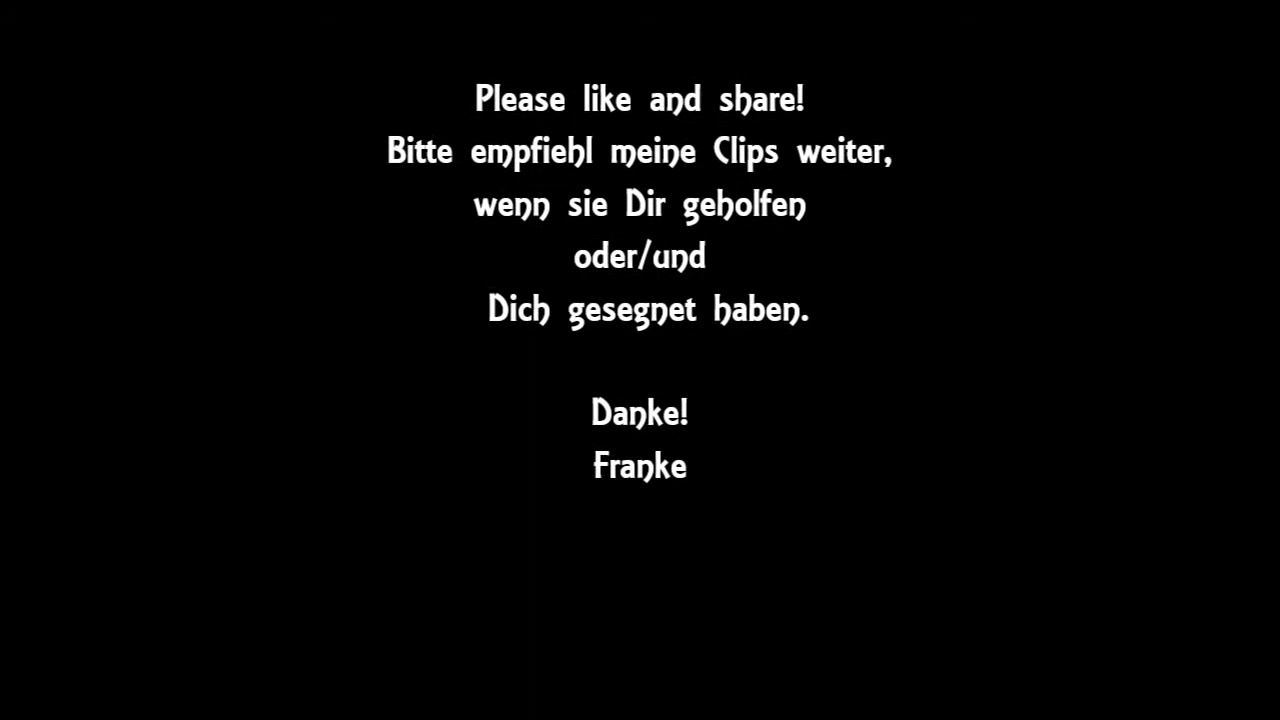 Please like and share!
Bitte empfiehl meine Clips weiter,
wenn sie Dir geholfen
oder/und
Dich gesegnet haben.
Danke!
Franke